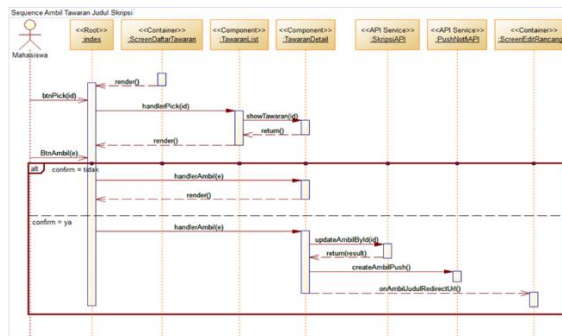 Sequence Ambil Tawaran Judul Skripsi
Mahasiswa
<<Root>>
index
<<Container>>
:ScreenDaftarTawaran
<<Component>>
:TawaranList
<<Component>>
:TawaranDetail
<<API Service>>
:SkripsiAPI
<<API Service>>
:PushNotifiAPI
<<Container>>
:ScreenEditRancang
render()
btnPick(id)
handlerPick(id)
showTawaran(id)
return()
render()
BtnAmbil(e)
alt
confirm = tidak
handlerAmbil(e)
render()
confirm = ya
handlerAmbil(e)
updateAmbilById(id)
return(result)
createAmbilPush()
onAmbilJudulRedirectUrl()